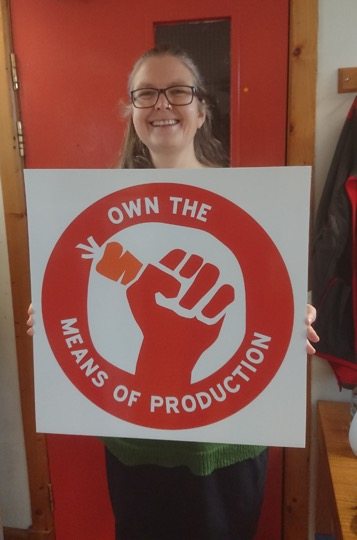 OWN THE
MEANS OF PRODUCTION